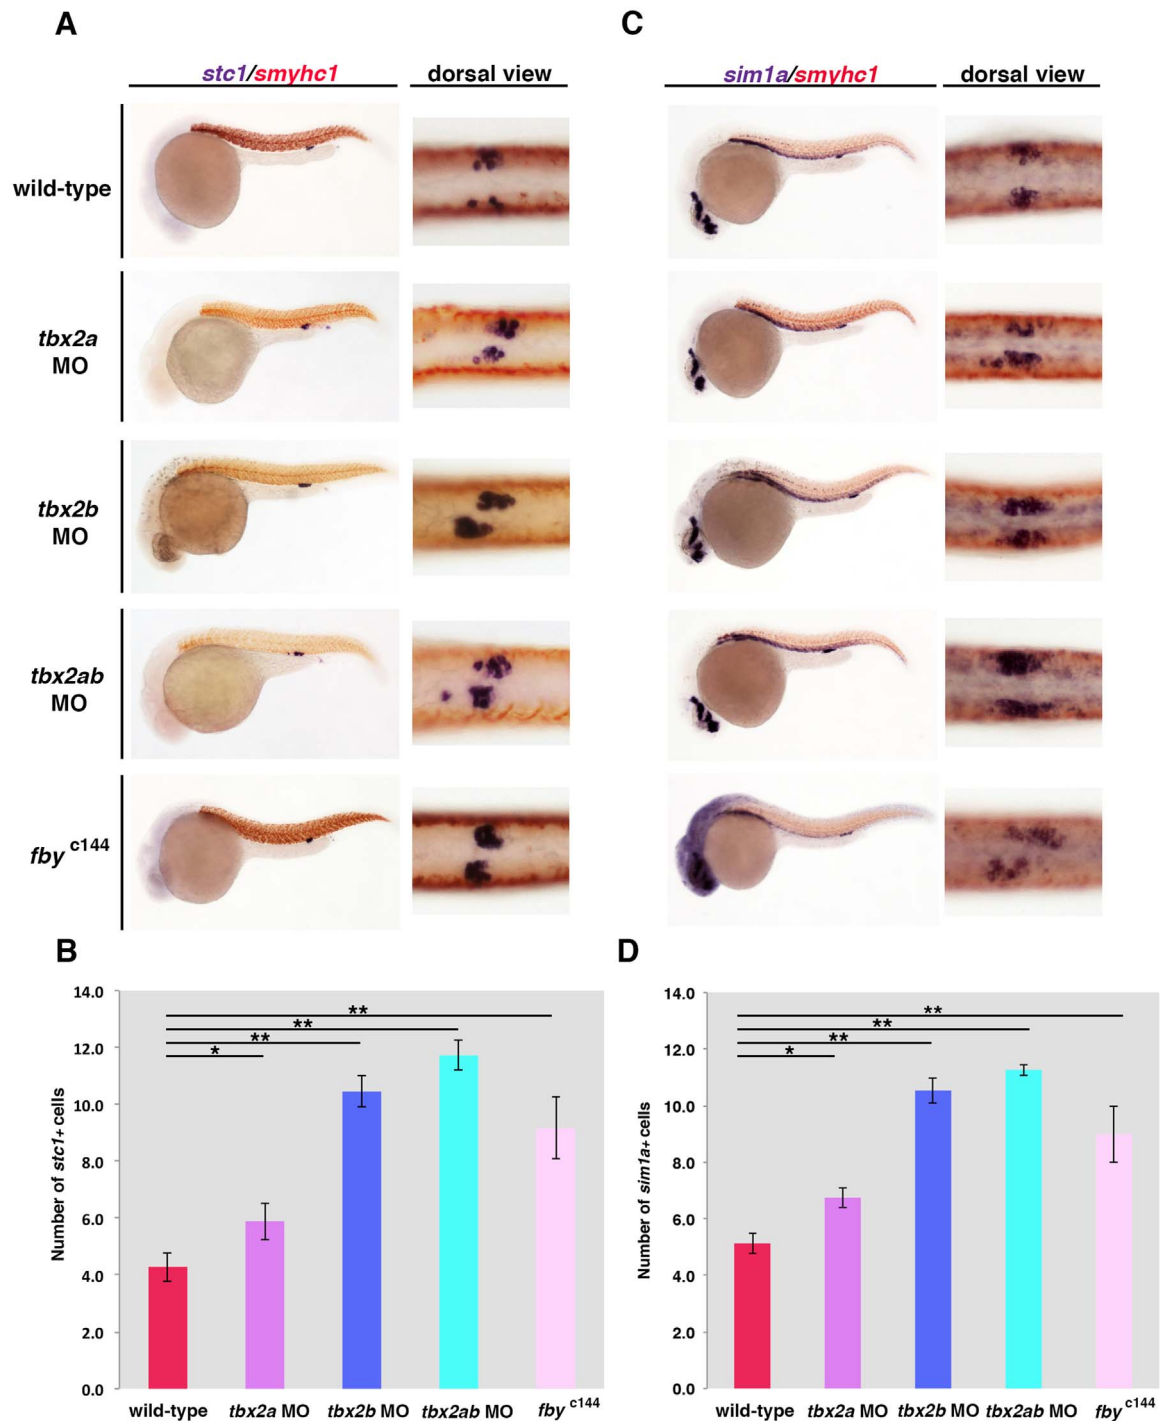 A
C
stc1/smyhc1
dorsal view
sim1a/smyhc1
dorsal view
wild-type
tbx2a
MO
tbx2b
MO
tbx2ab
MO
fby c144
B
D
Number of stc1+ cells
14.0
12.0
10.0
8.0
6.0
4.0
2.0
0.0
**
**
**
*
wild-type
tbx2a MO
tbx2b MO
tbx2ab MO
fby c144
Number of sim1a+ cells
14.0
12.0
10.0
8.0
6.0
4.0
2.0
0.0
**
**
**
*
wild-type
tbx2a MO
tbx2b MO
tbx2ab MO
fby c144